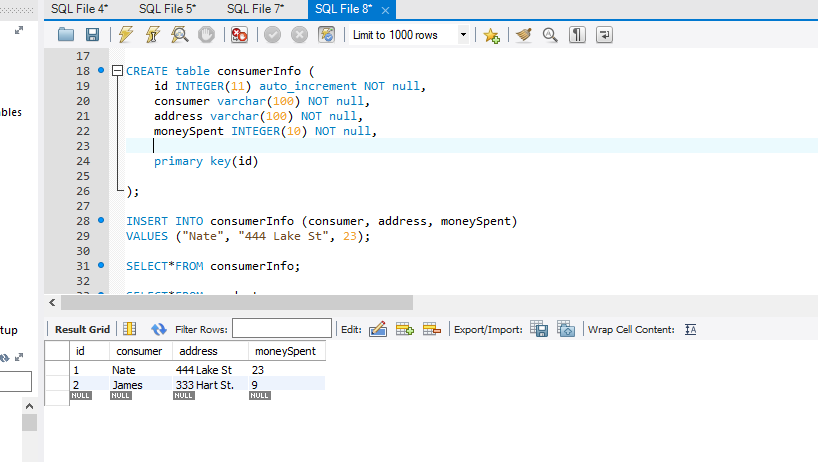 SQL File 4* SQL File 5* SQL File 7* SQL File 8* ×
Limit to 1000 rows
17
18 CREATE table consumerInfo (
19 id INTEGER(11) auto_increment NOT null,
20 consumer varchar(100) NOT null,
21 address varchar(100) NOT null,
22 moneySpent INTEGER(10) NOT null,
23
24 primary key(id)
25
26 );
27
28 INSERT INTO consumerInfo (consumer, address, moneySpent)
29 VALUES ("Nate", "444 Lake St", 23);
30
31 SELECT*FROM consumerInfo;
32
bles
tup
Result Grid Filter Rows: Edit: Export/Import: Wrap Cell Content: IA
id consumer address moneySpent
1 Nate 444 Lake St 23
2 James 333 Hart St. 9
NULL NULL NULL NULL